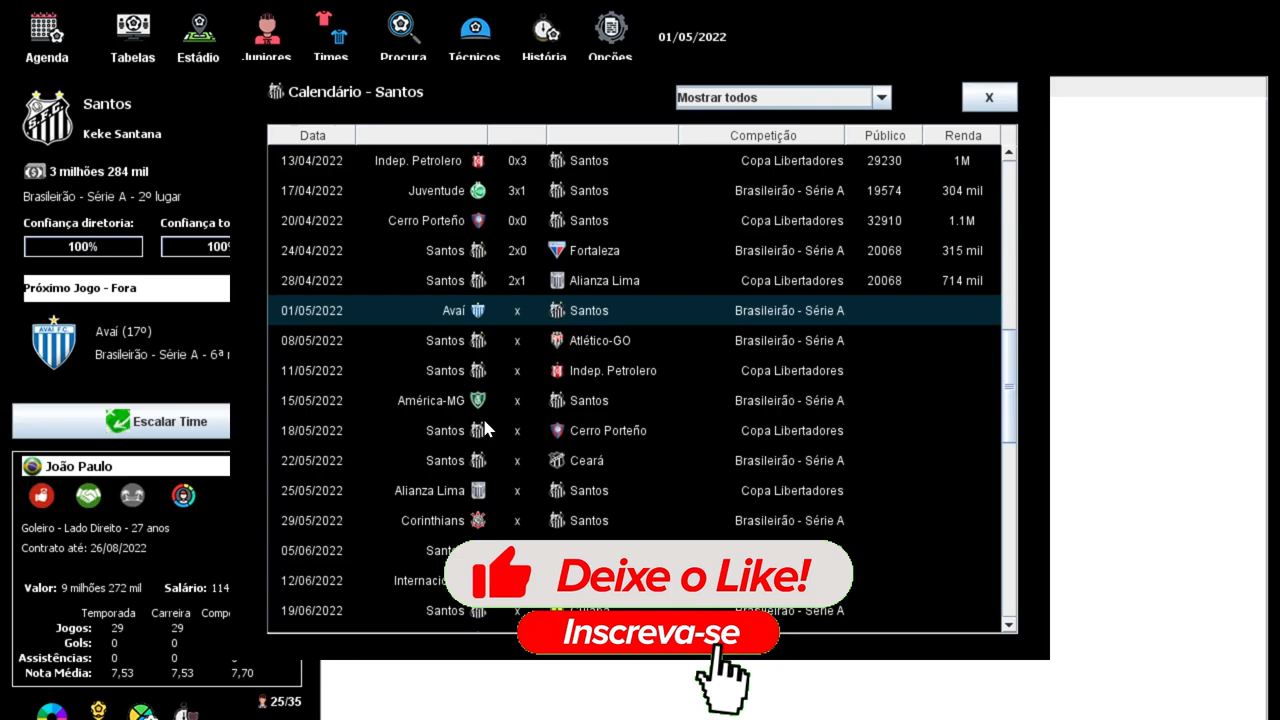 Agenda Tabelas Estádio Juniores Times Procura Técnicos História Opções 01/05/2022
Santos
Keke Santana
3 milhões 284 mil
Brasileirão - Série A - 2º lugar
Confiança diretoria: Confiança to
100% 100°
Próximo Jogo - Fora
Avaí (17º)
Brasileirão - Série A - 6ª
Escalar Time
João Paulo
Goleiro - Lado Direito - 27 anos
Contrato até: 26/08/2022
Valor: 9 milhões 272 mil Salário: 114
Temporada Carreira Comp
Jogos: 29 29
Gols: 0 0
Assistências: 0 0
Nota Média: 7,53 7,53 7,70
25/35
Calendário - Santos Mostrar todos X
Data Competição Público Renda
13/04/2022 Indep. Petrolero 0x3 Santos Copa Libertadores 29230 1M
17/04/2022 Juventude 3x1 Santos Brasileirão - Série A 19574 304 mil
20/04/2022 Cerro Porteño 0x0 Santos Copa Libertadores 32910 1.1M
24/04/2022 Santos 2x0 Fortaleza Brasileirão - Série A 20068 315 mil
28/04/2022 Santos 2x1 Alianza Lima Copa Libertadores 20068 714 mil
01/05/2022 Avaí x Santos Brasileirão - Série A
08/05/2022 Santos x Atlético-GO Brasileirão - Série A
11/05/2022 Santos x Indep. Petrolero Copa Libertadores
15/05/2022 América-MG x Santos Brasileirão - Série A
18/05/2022 Santos x Cerro Porteño Copa Libertadores
22/05/2022 Santos x Ceará Brasileirão - Série A
25/05/2022 Alianza Lima x Santos Copa Libertadores
29/05/2022 Corinthians x Santos Brasileirão - Série A
05/06/2022 Sant
12/06/2022 Internaci
19/06/2022 Santos x Cuiabá Brasileirão - Série A
Deixe o Like!
Inscreva-se